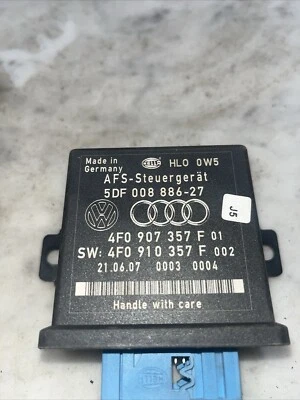 Made in
Germany
HELLA
HLO 0W5
AFS-Steuergerät
5DF 008 886-27
J5
4F0 907 357 F 01
SW: 4F0 910 357 F 002
21.06.07 0003 0004
Handle with care